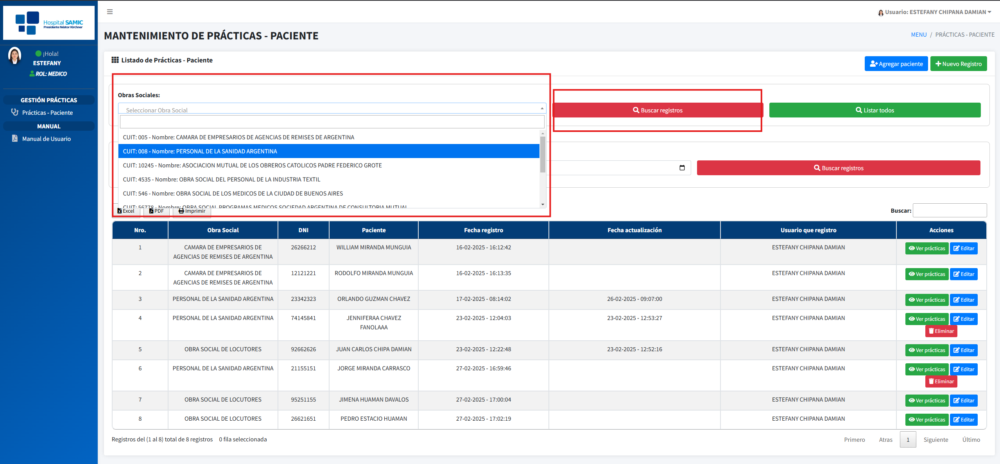 Hospital SAMIC
Presidente Néstor Kirchner
¡Hola!
ESTEFANY
ROL: MEDICO
GESTIÓN PRÁCTICAS
Prácticas - Paciente
MANUAL
Manual de Usuario
Usuario: ESTEFANY CHIPANA DAMIAN
MANTENIMIENTO DE PRÁCTICAS - PACIENTE
MENU / PRÁCTICAS - PACIENTE
Listado de Prácticas - Paciente
Agregar paciente
Nuevo Registro
Obras Sociales:
Seleccionar Obra Social
Buscar registros
Listar todos
CUIT: 005 - Nombre: CAMARA DE EMPRESARIOS DE AGENCIAS DE REMISES DE ARGENTINA
CUIT: 008 - Nombre: PERSONAL DE LA SANIDAD ARGENTINA
CUIT: 10245 - Nombre: ASOCIACION MUTUAL DE LOS OBREROS CATOLICOS PADRE FEDERICO GROTE
CUIT: 4535 - Nombre: OBRA SOCIAL DEL PERSONAL DE LA INDUSTRIA TEXTIL
CUIT: 546 - Nombre: OBRA SOCIAL DE LOS MEDICOS DE LA CIUDAD DE BUENOS AIRES
CUIT: 56778 - Nombre: OBRA SOCIAL PROGRAMAS MEDICOS SOCIEDAD ARGENTINA DE CONSULTORIA MUTUAL
Buscar registros
Excel PDF Imprimir
Buscar:
Nro. Obra Social DNI Paciente Fecha registro Fecha actualización Usuario que registro Acciones
1 CAMARA DE EMPRESARIOS DE 26266212 WILLIAM MIRANDA MUNGUIA 16-02-2025 - 16:12:42 ESTEFANY CHIPANA DAMIAN Ver prácticas Editar
AGENCIAS DE REMISES DE ARGENTINA
2 CAMARA DE EMPRESARIOS DE 12121221 RODOLFO MIRANDA MUNGUIA 16-02-2025 - 16:13:35 ESTEFANY CHIPANA DAMIAN Ver prácticas Editar
AGENCIAS DE REMISES DE ARGENTINA
3 PERSONAL DE LA SANIDAD ARGENTINA 23342323 ORLANDO GUZMAN CHAVEZ 17-02-2025 - 08:14:02 26-02-2025 - 09:07:00 ESTEFANY CHIPANA DAMIAN Ver prácticas Editar
4 PERSONAL DE LA SANIDAD ARGENTINA 74145841 JENNIFERAA CHAVEZ 23-02-2025 - 12:04:03 23-02-2025 - 12:53:27 ESTEFANY CHIPANA DAMIAN Ver prácticas Editar
FANOLAAA Eliminar
5 OBRA SOCIAL DE LOCUTORES 92662626 JUAN CARLOS CHIPA DAMIAN 23-02-2025 - 12:22:48 23-02-2025 - 12:52:16 ESTEFANY CHIPANA DAMIAN Ver prácticas Editar
6 PERSONAL DE LA SANIDAD ARGENTINA 21155151 JORGE MIRANDA CARRASCO 27-02-2025 - 16:59:46 ESTEFANY CHIPANA DAMIAN Ver prácticas Editar
Eliminar
7 OBRA SOCIAL DE LOCUTORES 95251155 JIMENA HUAMAN DAVALOS 27-02-2025 - 17:00:04 ESTEFANY CHIPANA DAMIAN Ver prácticas Editar
8 OBRA SOCIAL DE LOCUTORES 26621651 PEDRO ESTACIO HUAMAN 27-02-2025 - 17:02:19 ESTEFANY CHIPANA DAMIAN Ver prácticas Editar
Registros del (1 al 8) total de 8 registros 0 fila seleccionada
Primero Atras 1 Siguiente Último